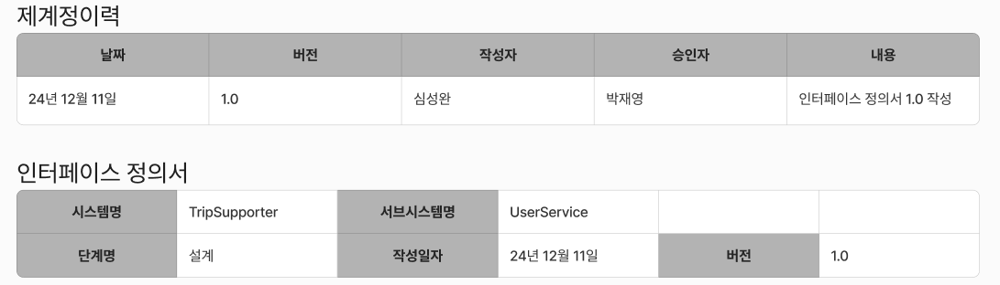 제계정이력
날짜 버전 작성자 승인자 내용
24년 12월 11일 1.0 심성완 박재영 인터페이스 정의서 1.0 작성
인터페이스 정의서
시스템명 TripSupporter 서브시스템명 UserService
단계명 설계 작성일자 24년 12월 11일 버전 1.0